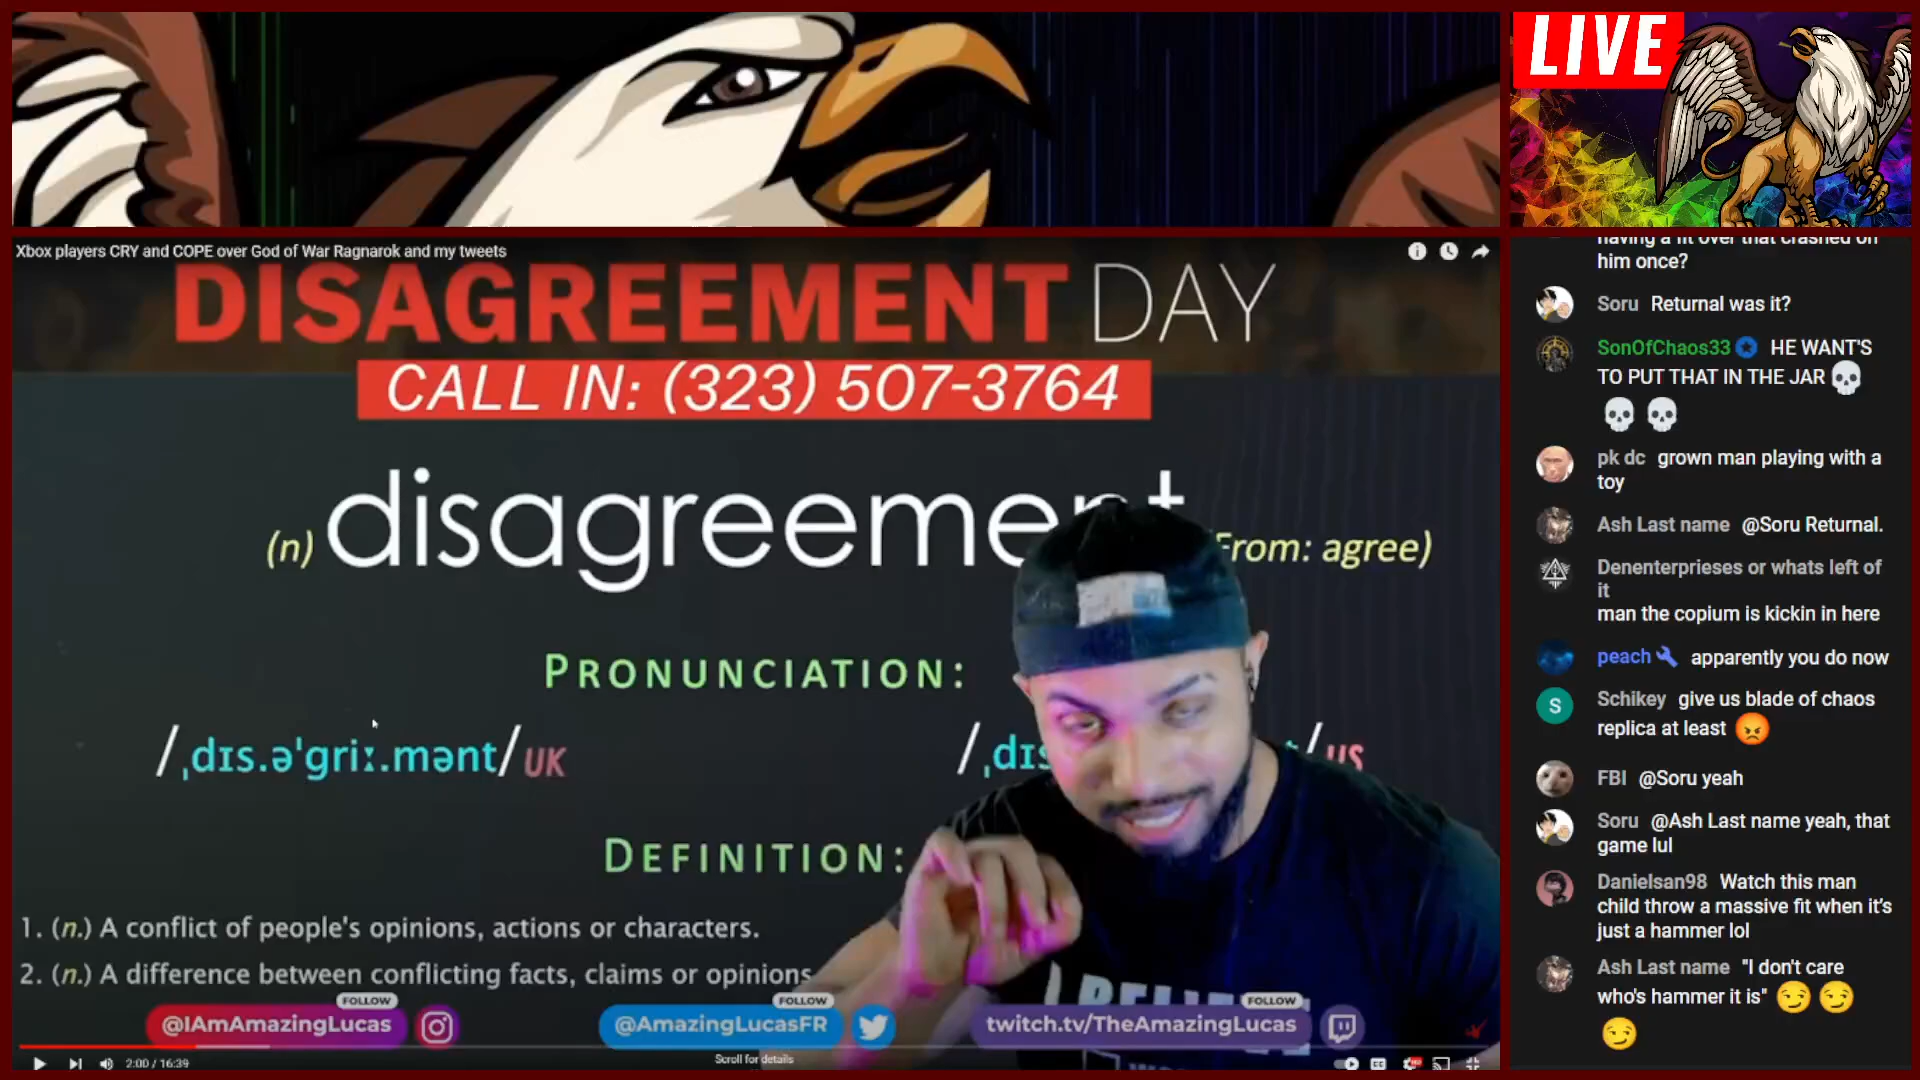 LIVE
Xbox players CRY and COPE over God of War Ragnarok and my tweets
DISAGREEMENT DAY
CALL IN: (323) 507-3764
(n) disagreement (From: agree)
PRONUNCIATION:
/ˌdɪs.əˈɡriː.mənt/ UK
/ˌdɪs t/ US
DEFINITION:
1. (n.) A conflict of people's opinions, actions or characters.
2. (n.) A difference between conflicting facts, claims or opinions
FOLLOW
@IAmAmazingLucas
FOLLOW
@AmazingLucasFR
FOLLOW
twitch.tv/TheAmazingLucas
2:00 / 16:39
Scroll for details
having a fit over that crashed on
him once?
Soru Returnal was it?
SonOfChaos33 HE WANT'S
TO PUT THAT IN THE JAR 💀
💀 💀
pk dc grown man playing with a
toy
Ash Last name @Soru Returnal.
Denenterprieses or whats left of
it
man the copium is kickin in here
peach apparently you do now
S
Schikey give us blade of chaos
replica at least 😡
FBI @Soru yeah
Soru @Ash Last name yeah, that
game lul
Danielsan98 Watch this man
child throw a massive fit when it's
just a hammer lol
Ash Last name "I don't care
who's hammer it is" 😏 😏
😏